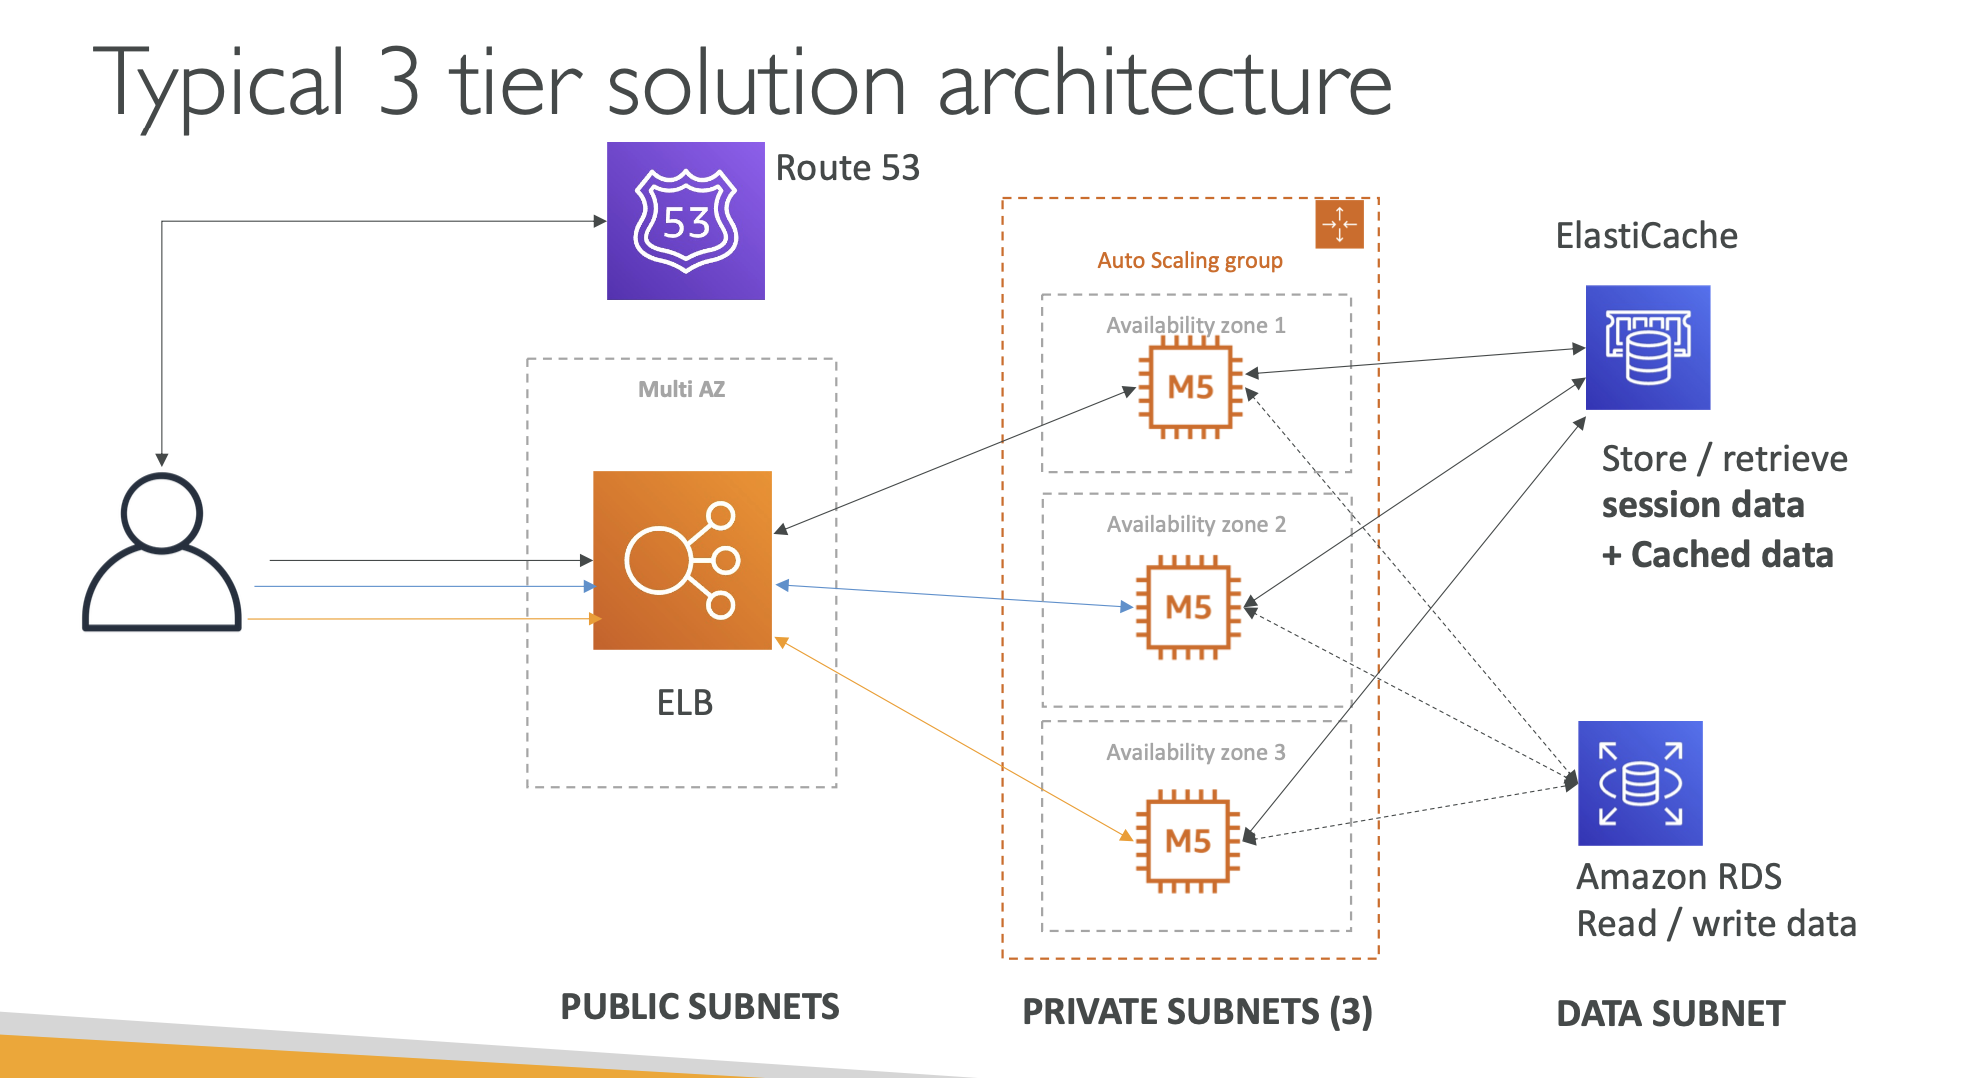 Typical 3 tier solution architecture
Route 53
53
Auto Scaling group
ElastiCache
Availability zone 1
M5
Multi AZ
Store / retrieve
session data
+ Cached data
Availability zone 2
M5
ELB
Availability zone 3
M5
Amazon RDS
Read / write data
PUBLIC SUBNETS
PRIVATE SUBNETS (3)
DATA SUBNET